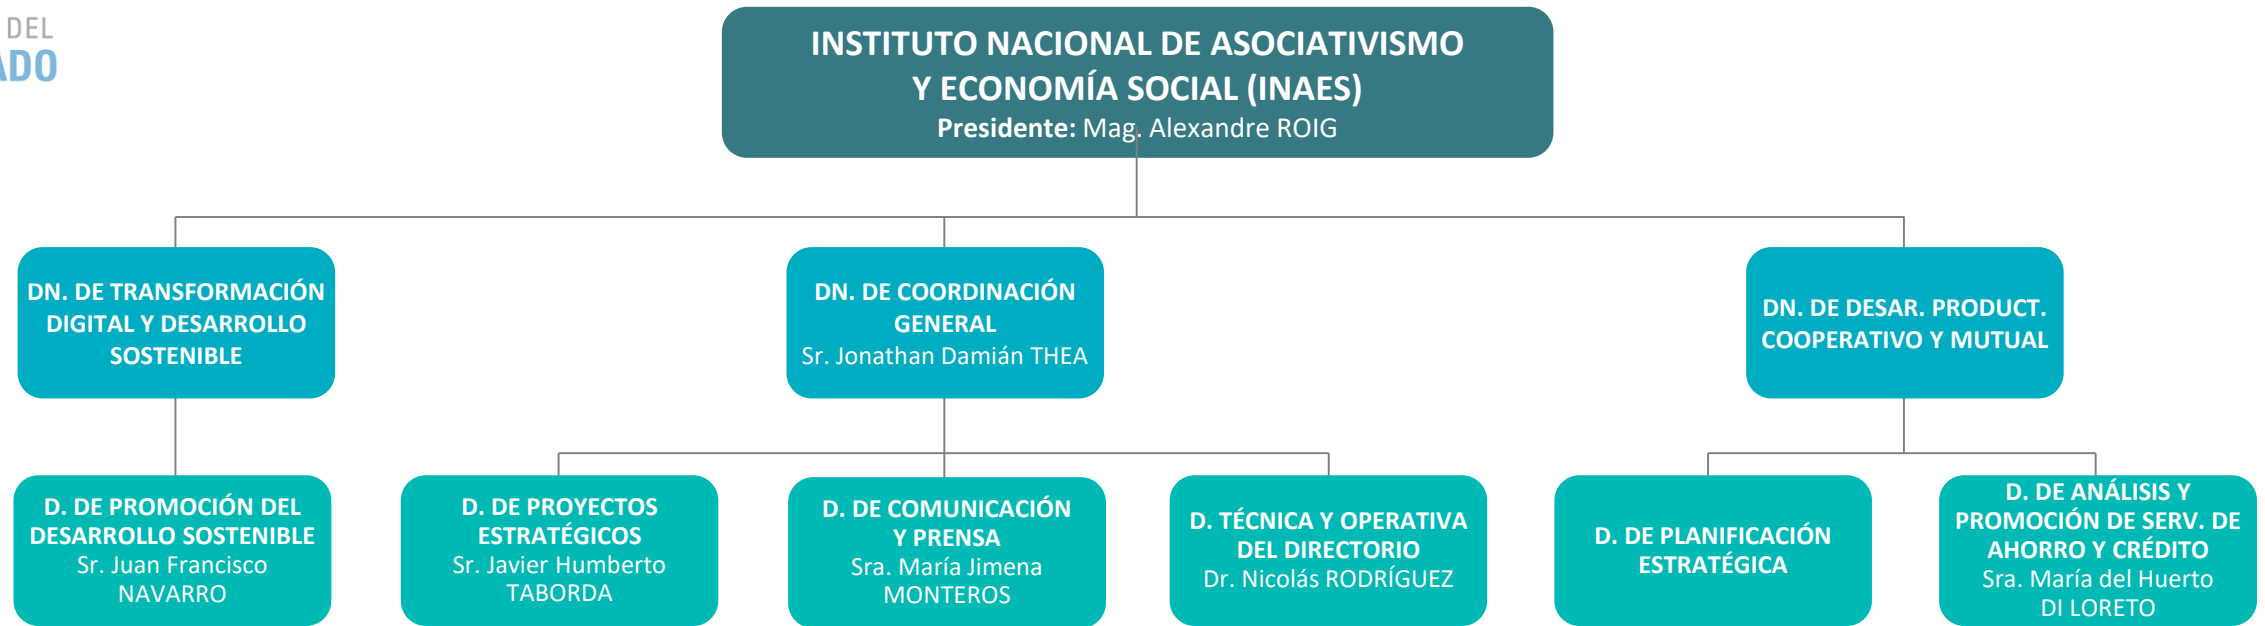 DEL
INSTITUTO NACIONAL DE ASOCIATIVISMO
Y ECONOMÍA SOCIAL (INAES)
Presidente: Mag. Alexandre ROIG
DN. DE TRANSFORMACIÓN
DIGITAL Y DESARROLLO
SOSTENIBLE
DN. DE COORDINACIÓN
GENERAL
Sr. Jonathan Damián THEA
DN. DE DESAR. PRODUCT.
COOPERATIVO Y MUTUAL
D. DE PROMOCIÓN DEL
DESARROLLO SOSTENIBLE
Sr. Juan Francisco
NAVARRO
D. DE PROYECTOS
ESTRATÉGICOS
Sr. Javier Humberto
TABORDA
D. DE COMUNICACIÓN
Y PRENSA
Sra. María Jimena
MONTEROS
D. TÉCNICA Y OPERATIVA
DEL DIRECTORIO
Dr. Nicolás RODRÍGUEZ
D. DE PLANIFICACIÓN
ESTRATÉGICA
D. DE ANÁLISIS Y
PROMOCIÓN DE SERV. DE
AHORRO Y CRÉDITO
Sra. María del Huerto
DI LORETO